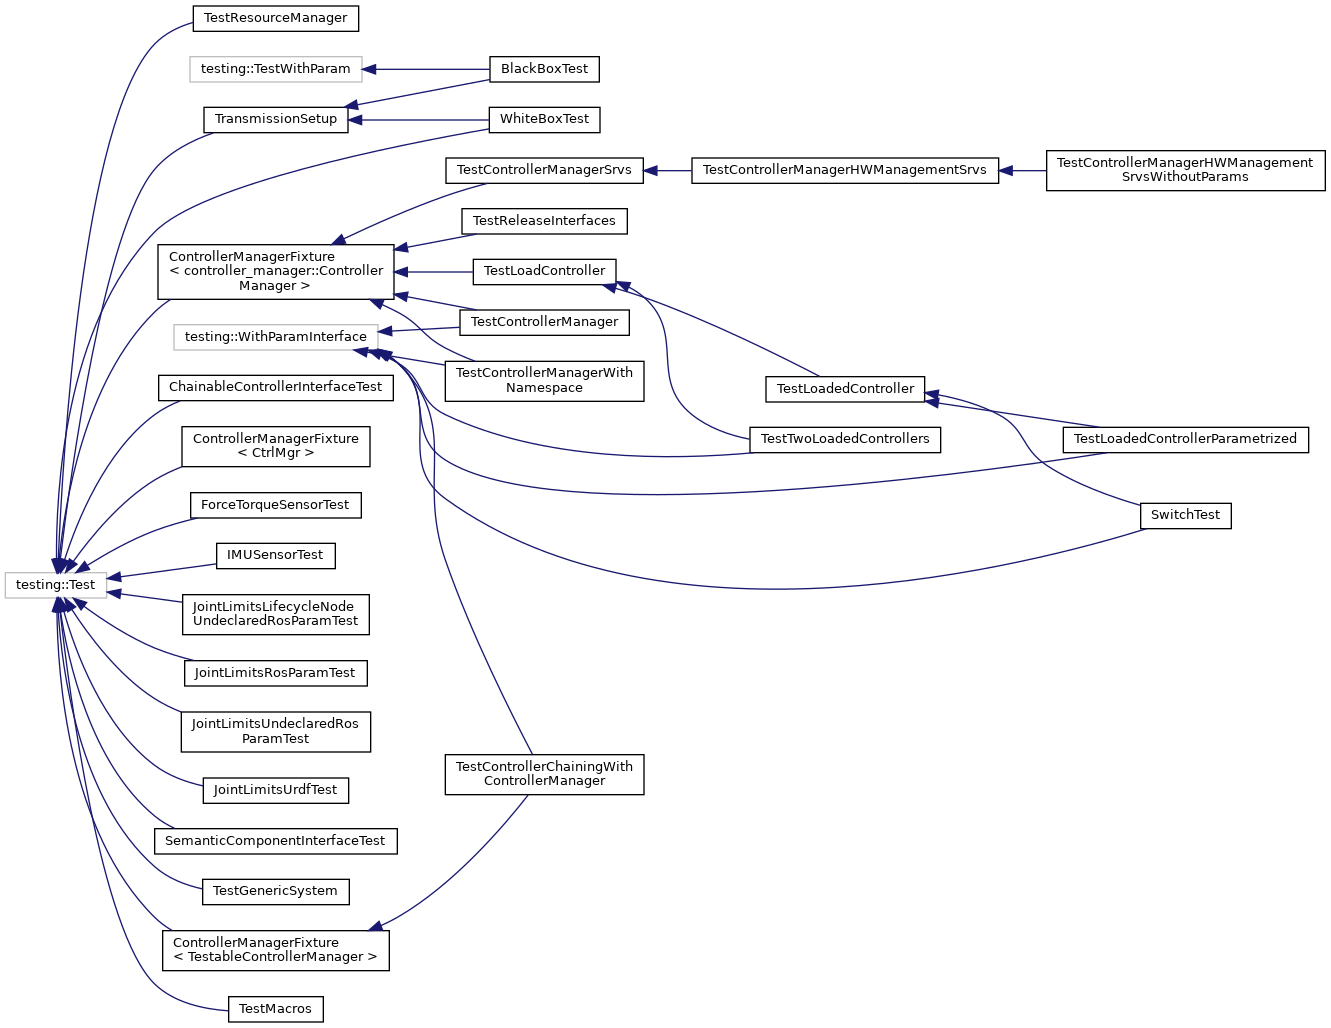 TestResourceManager
testing::TestWithParam
BlackBoxTest
TransmissionSetup
WhiteBoxTest
TestControllerManagerSrvs
TestControllerManagerHWManagementSrvs
TestControllerManagerHWManagement
SrvsWithoutParams
TestReleaseInterfaces
ControllerManagerFixture
< controller_manager::Controller
Manager >
TestLoadController
TestControllerManager
testing::WithParamInterface
TestControllerManagerWith
Namespace
ChainableControllerInterfaceTest
TestLoadedController
ControllerManagerFixture
< CtrlMgr >
TestTwoLoadedControllers
TestLoadedControllerParametrized
ForceTorqueSensorTest
SwitchTest
IMUSensorTest
testing::Test
JointLimitsLifecycleNode
UndeclaredRosParamTest
JointLimitsRosParamTest
JointLimitsUndeclaredRos
ParamTest
TestControllerChainingWith
ControllerManager
JointLimitsUrdfTest
SemanticComponentInterfaceTest
TestGenericSystem
ControllerManagerFixture
< TestableControllerManager >
TestMacros